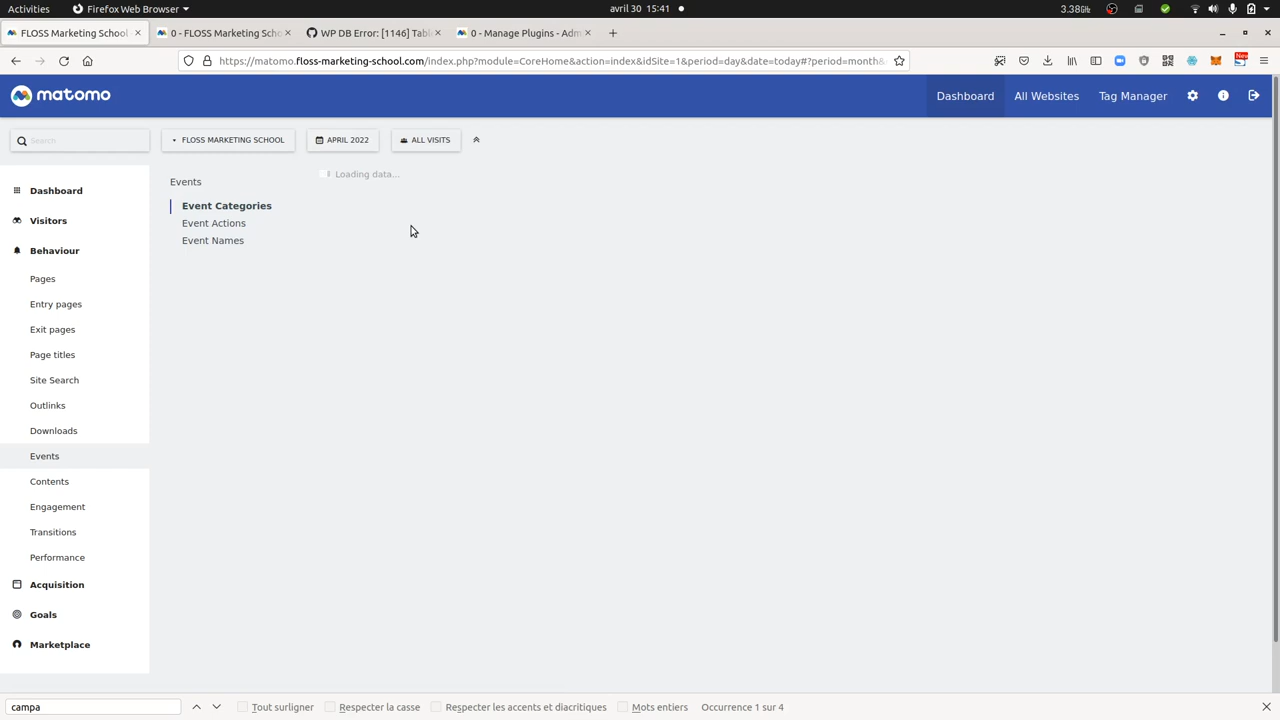 Activities
Firefox Web Browser
avril 30 15:41
3.38G
FLOSS Marketing School
0 - FLOSS Marketing Scho
WP DB Error: [1146] Tabl
0 - Manage Plugins - Adm
https://matomo.floss-marketing-school.com/index.php?module=CoreHome&action=index&idSite=1&period=day&date=today#?period=month&
New
matomo
Dashboard
All Websites
Tag Manager
Search
FLOSS MARKETING SCHOOL
APRIL 2022
ALL VISITS
Dashboard
Visitors
Behaviour
Pages
Entry pages
Exit pages
Page titles
Site Search
Outlinks
Downloads
Events
Contents
Engagement
Transitions
Performance
Acquisition
Goals
Marketplace
Events
Event Categories
Event Actions
Event Names
Loading data...
campa
Tout surligner
Respecter la casse
Respecter les accents et diacritiques
Mots entiers
Occurrence 1 sur 4